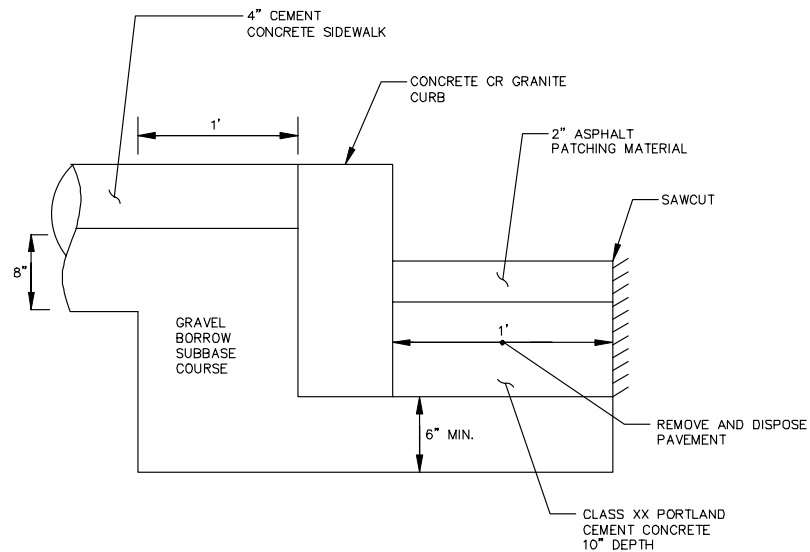 4" CEMENT
CONCRETE SIDEWALK
CONCRETE CR GRANITE
CURB
1'
2" ASPHALT
PATCHING MATERIAL
SAWCUT
8"
GRAVEL
BORROW
SUBBASE
COURSE
1'
6" MIN.
REMOVE AND DISPOSE
PAVEMENT
CLASS XX PORTLAND
CEMENT CONCRETE
10" DEPTH